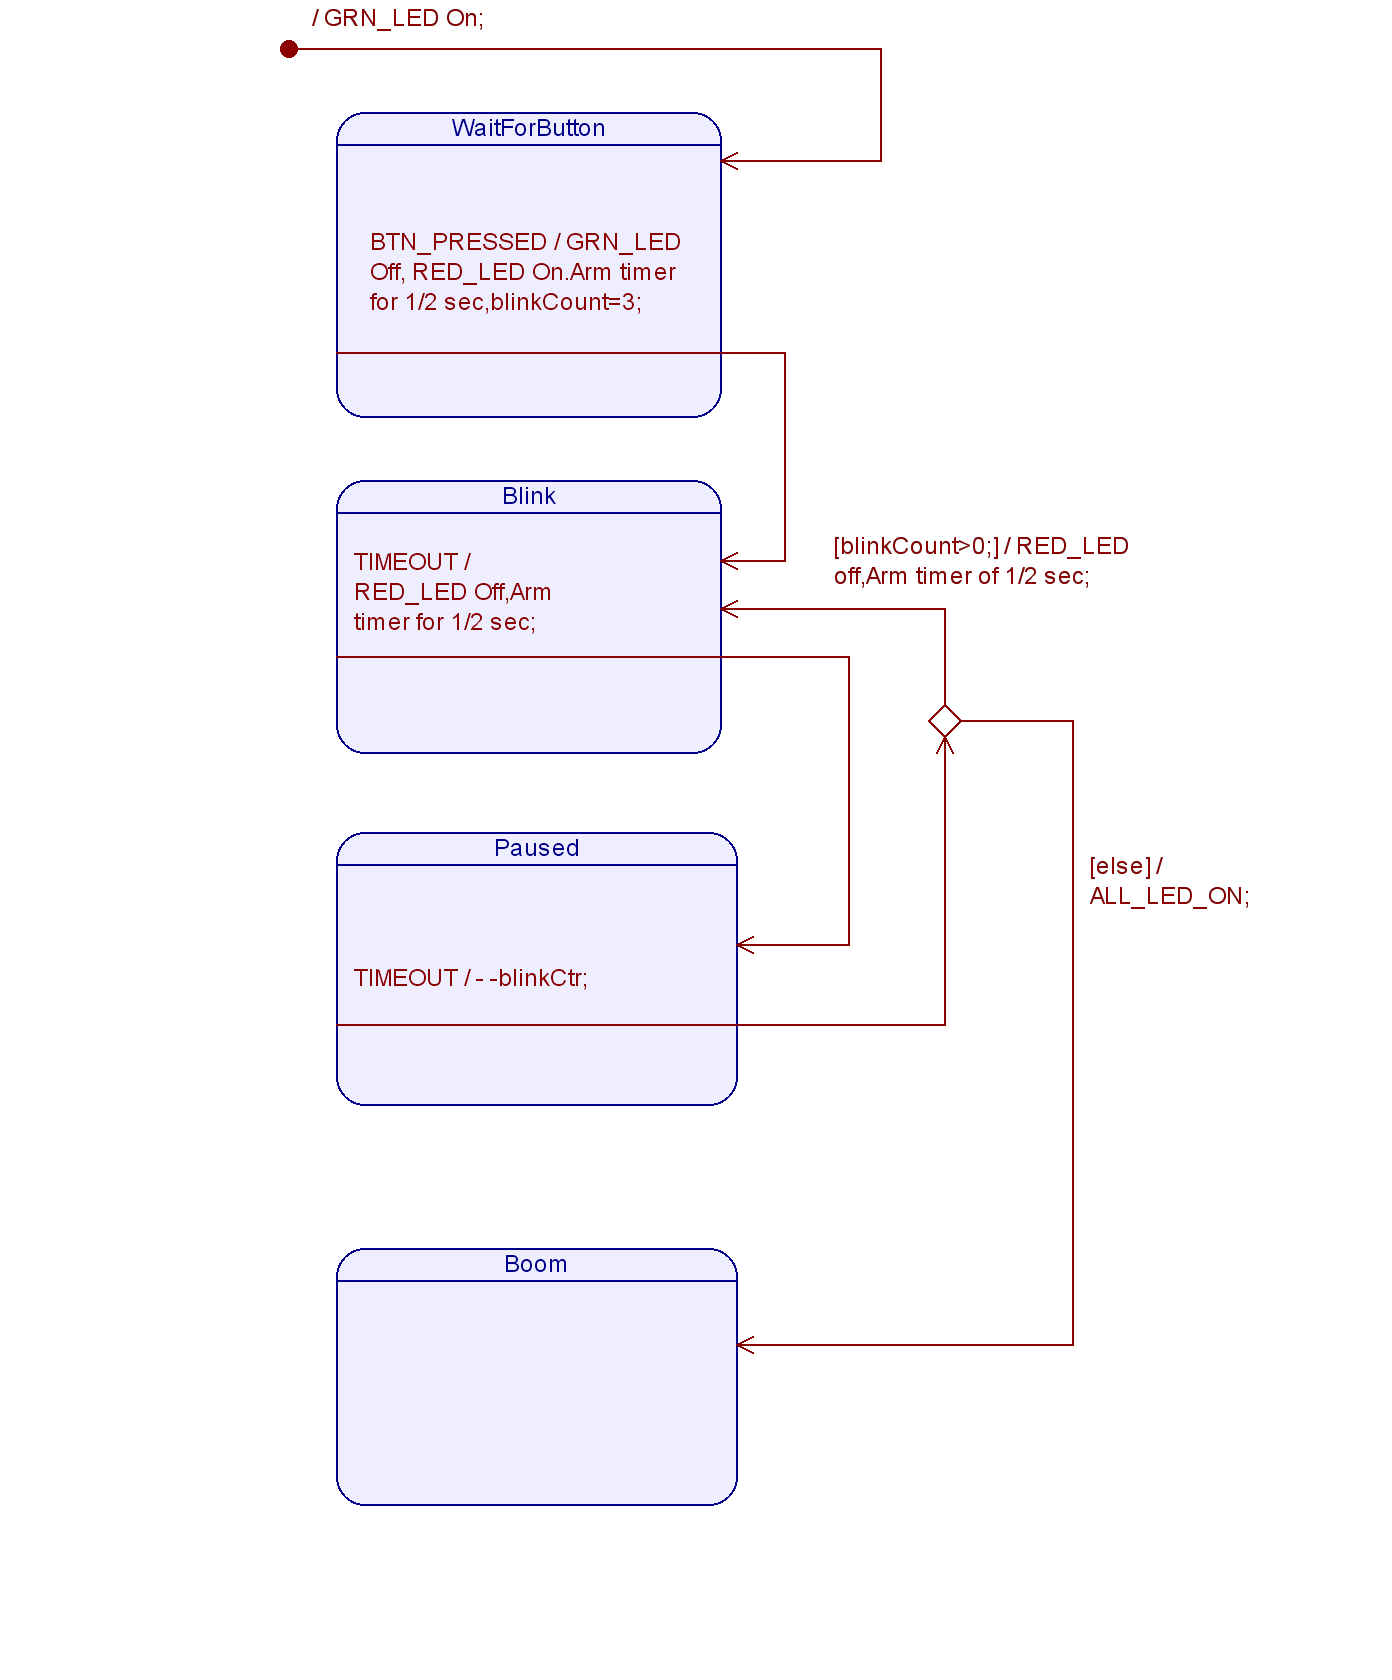 / GRN_LED On;
WaitForButton
BTN_PRESSED / GRN_LED
Off, RED_LED On.Arm timer
for 1/2 sec,blinkCount=3;
Blink
TIMEOUT /
RED_LED Off,Arm
timer for 1/2 sec;
[blinkCount>0;] / RED_LED
off,Arm timer of 1/2 sec;
Paused
TIMEOUT / - -blinkCtr;
[else] /
ALL_LED_ON;
Boom